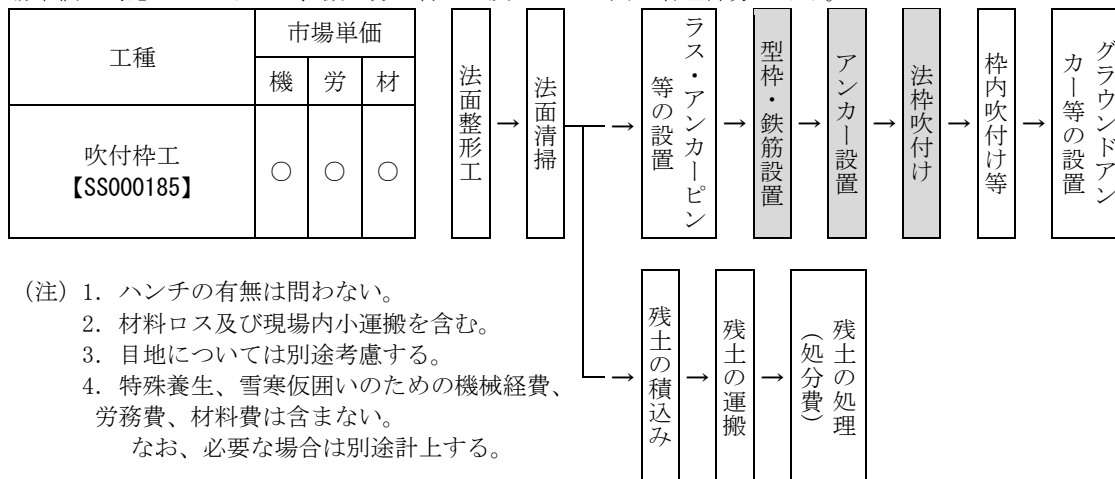 工種
市場単価
機 労 材
吹付枠工
【SS000185】
○ ○ ○
法面整形工
→
法面清掃
→
ラス・アンカーピン
等の設置
→
型枠・鉄筋設置
→
アンカー設置
→
法枠吹付け
→
枠内吹付け等
→
グラウンドアン
カー等の設置
→
残土の積込み
→
残土の運搬
→
残土の処理
(処分費)
(注) 1. ハンチの有無は問わない。
2. 材料ロス及び現場内小運搬を含む。
3. 目地については別途考慮する。
4. 特殊養生、雪寒仮囲いのための機械経費、
労務費、材料費は含まない。
なお、必要な場合は別途計上する。